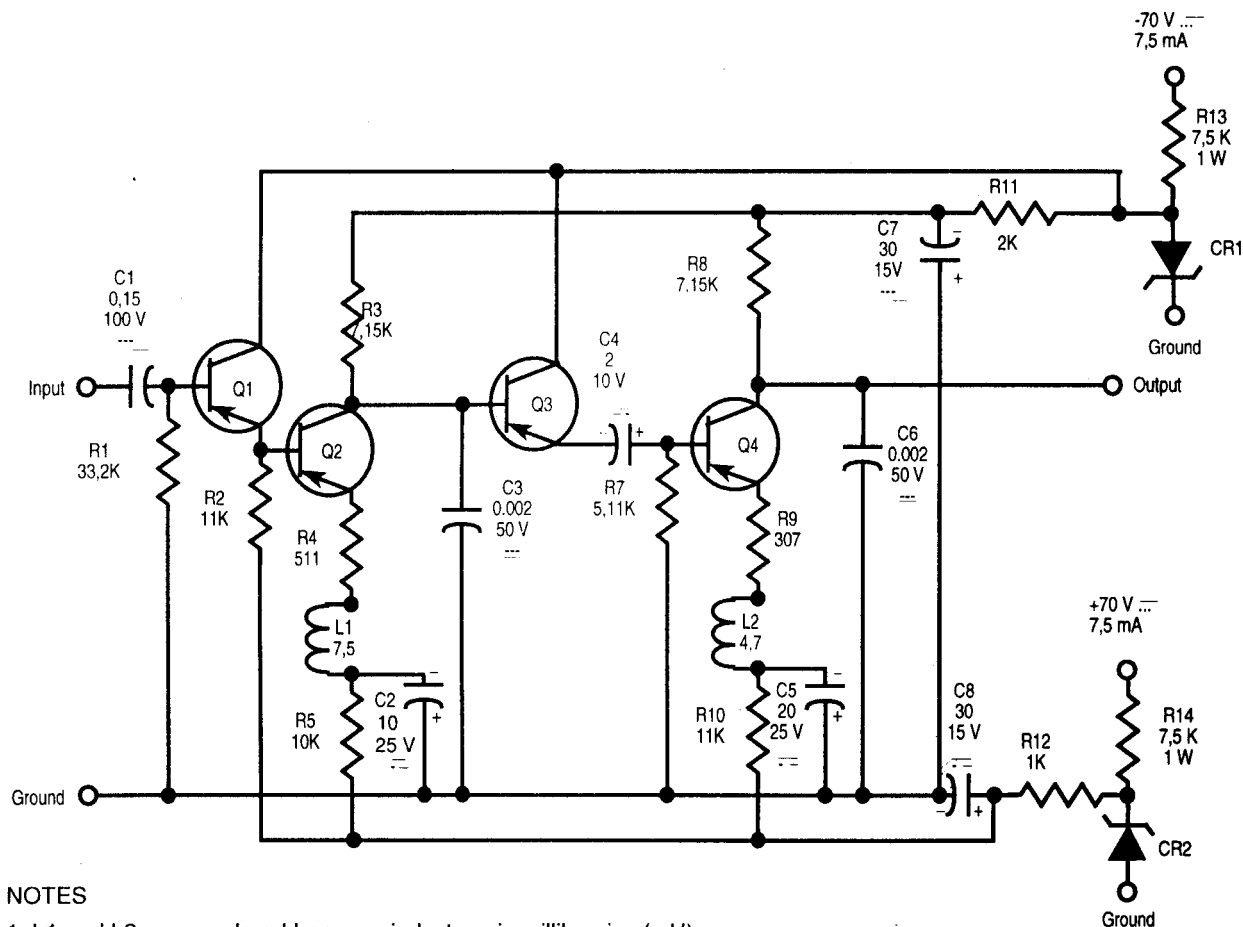 -70 V
7,5 mA
R13
7,5 K
1 W
R11
2K
CR1
Ground
C7
30
15V
-
+
R8
7.15K
C1
0,15
100 V
R3
7,15K
C4
2
10 V
+
Input
Q1
Q2
Q3
Q4
Output
R1
33,2K
R2
11K
R4
511
C3
0.002
50 V
R7
5,11K
R9
307
C6
0.002
50 V
L1
7,5
L2
4,7
+70 V
7,5 mA
R5
10K
C2
10
25 V
-
+
R10
11K
C5
20
25 V
-
+
C8
30
15 V
-
+
R12
1K
R14
7,5 K
1 W
Ground
CR2
Ground
NOTES